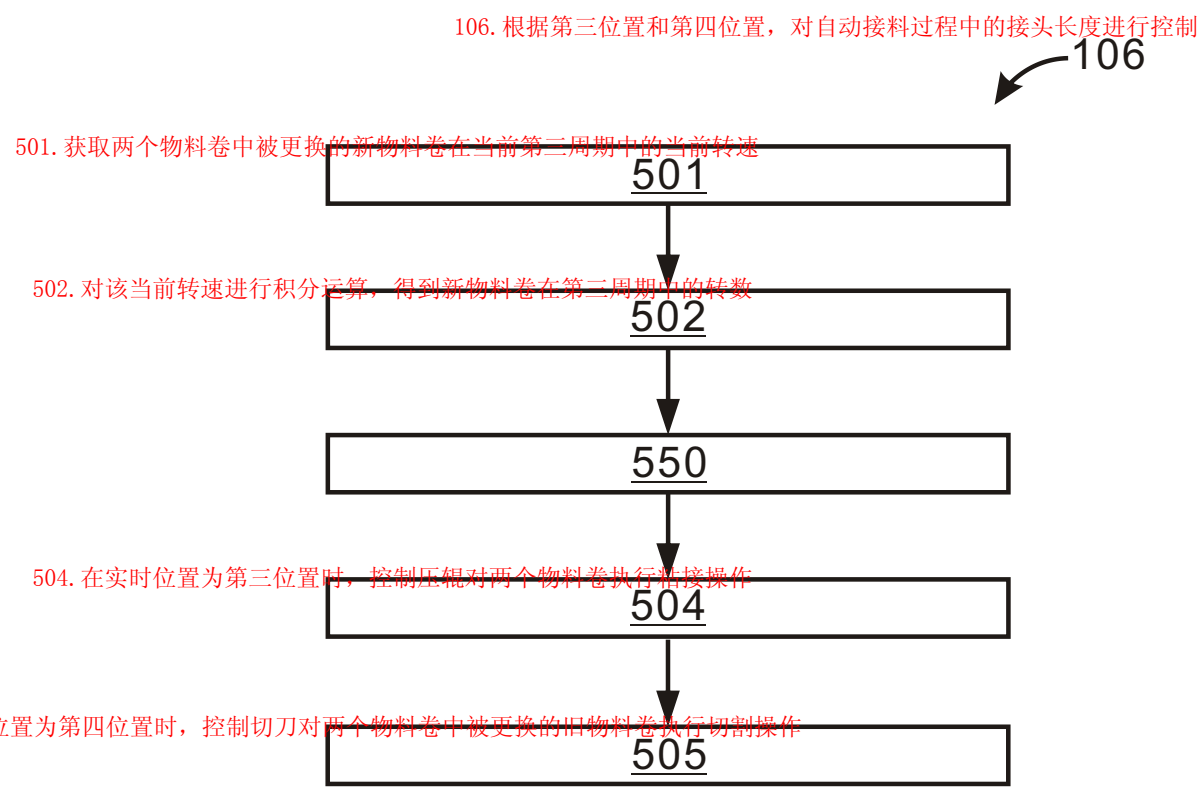 106.根据第三位置和第四位置，对自动接料过程中的接头长度进行控制
106
501.获取两个物料卷中被更换的新物料卷在当前第三周期中的当前转速
501
502.对该当前转速进行积分运算，得到新物料卷在第三周期中的转数
502
550
504.在实时位置为第三位置时，控制压辊对两个物料卷执行粘接操作
504
位置为第四位置时，控制切刀对两个物料卷中被更换的旧物料卷执行切割操作
505